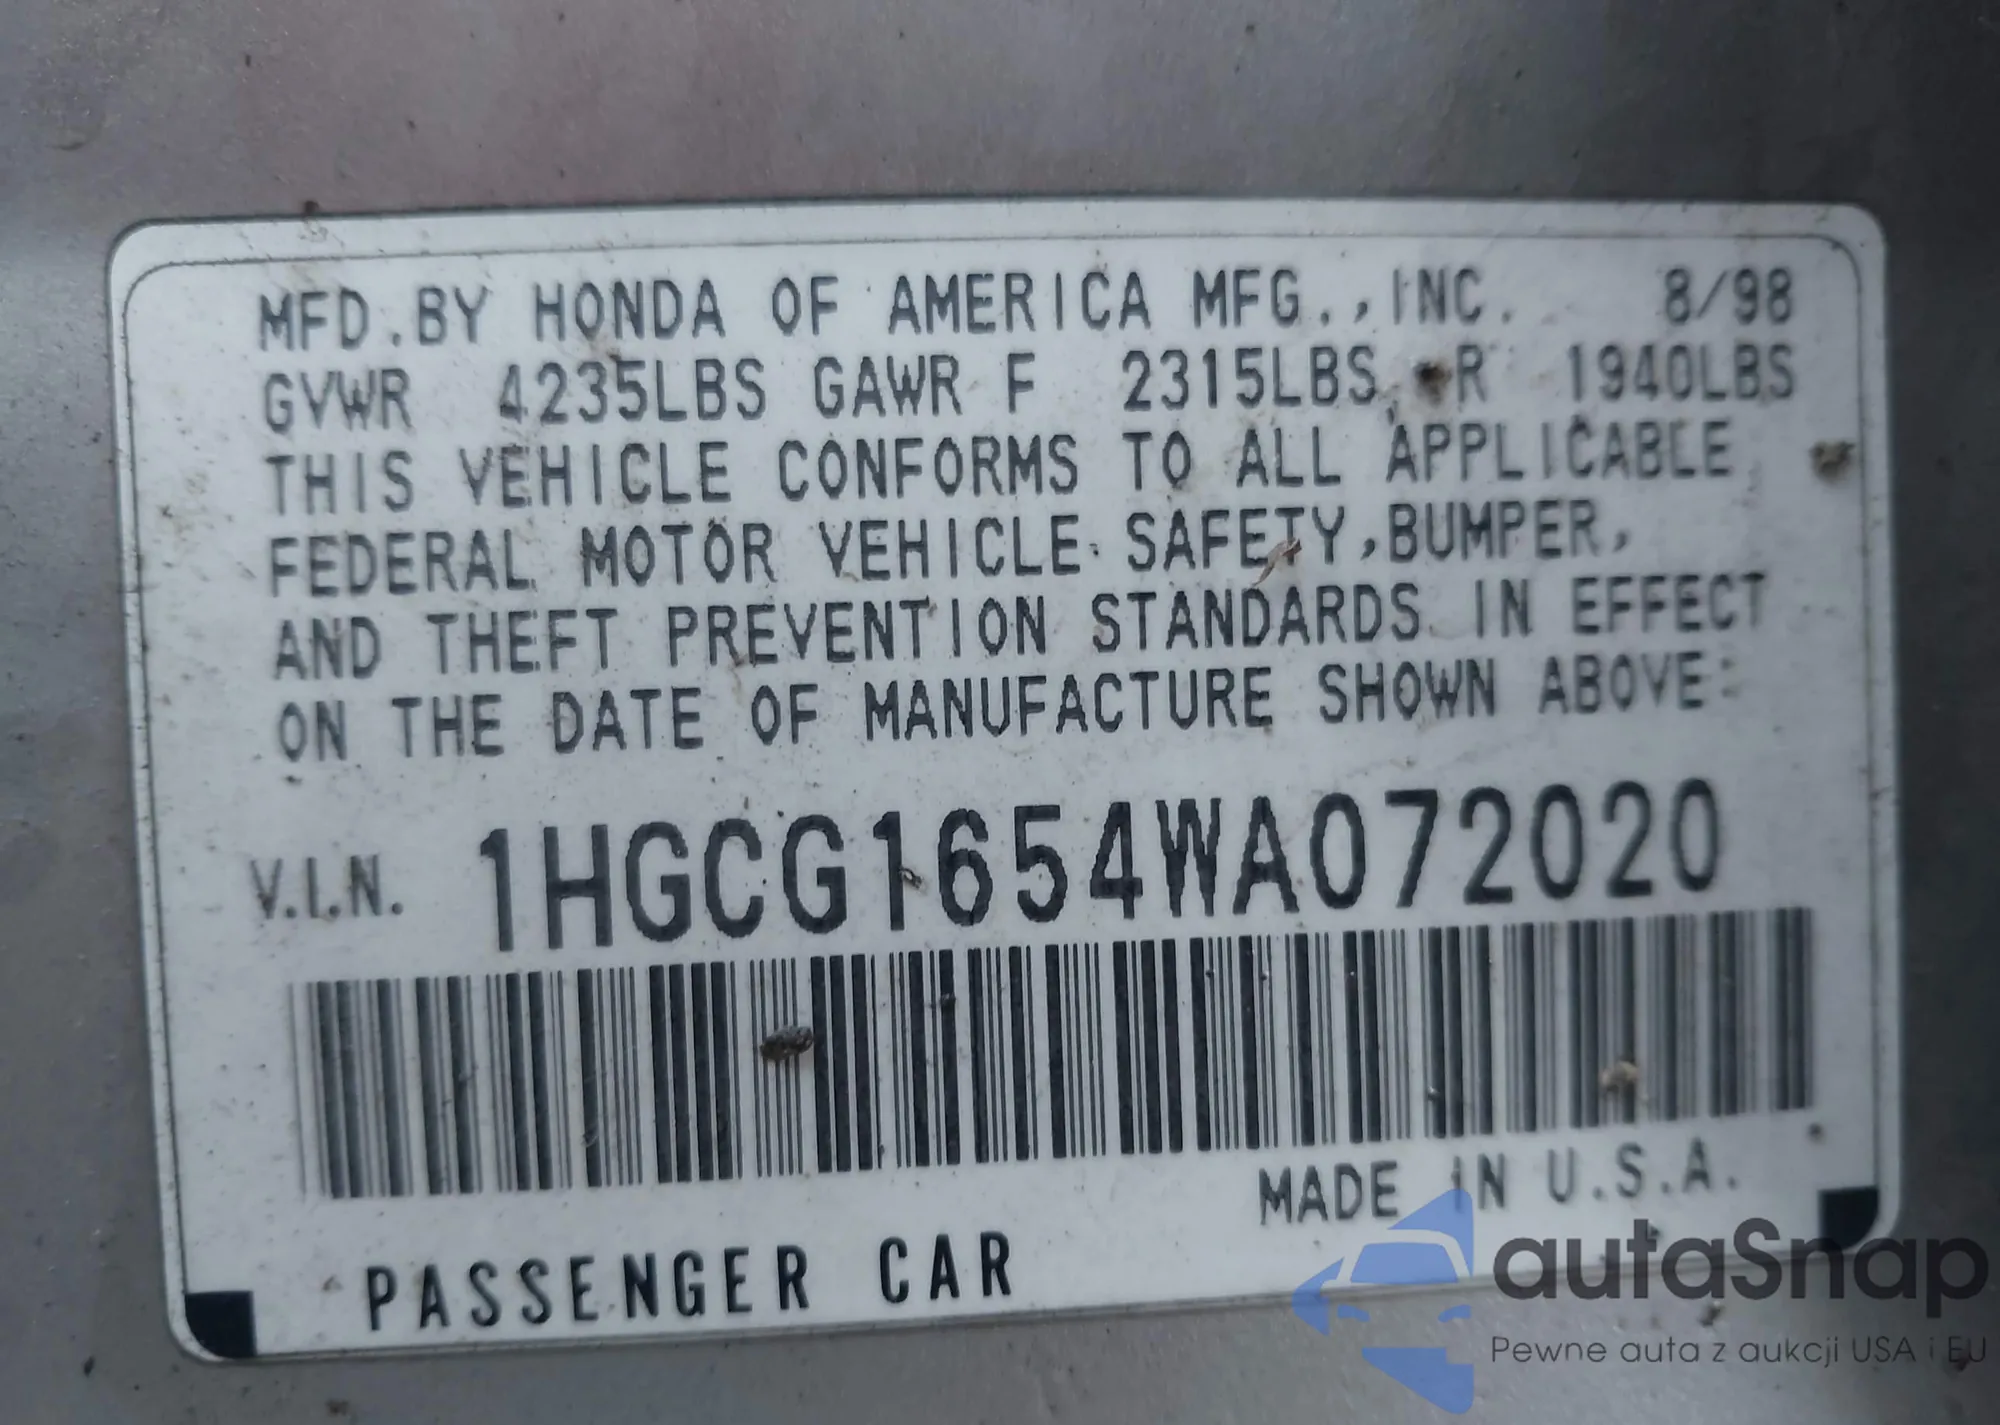 MFD.BY HONDA OF AMERICA MFG.,INC. 8/98
GVWR 4235LBS GAWR F 2315LBS, R 1940LBS
THIS VEHICLE CONFORMS TO ALL APPLICABLE
FEDERAL MOTOR VEHICLE SAFETY,BUMPER,
AND THEFT PREVENTION STANDARDS IN EFFECT
ON THE DATE OF MANUFACTURE SHOWN ABOVE:
V.I.N. 1HGCG1654WA072020
MADE IN U.S.A.
PASSENGER CAR
autaSnap
Pewne auta z aukcji USA i EU